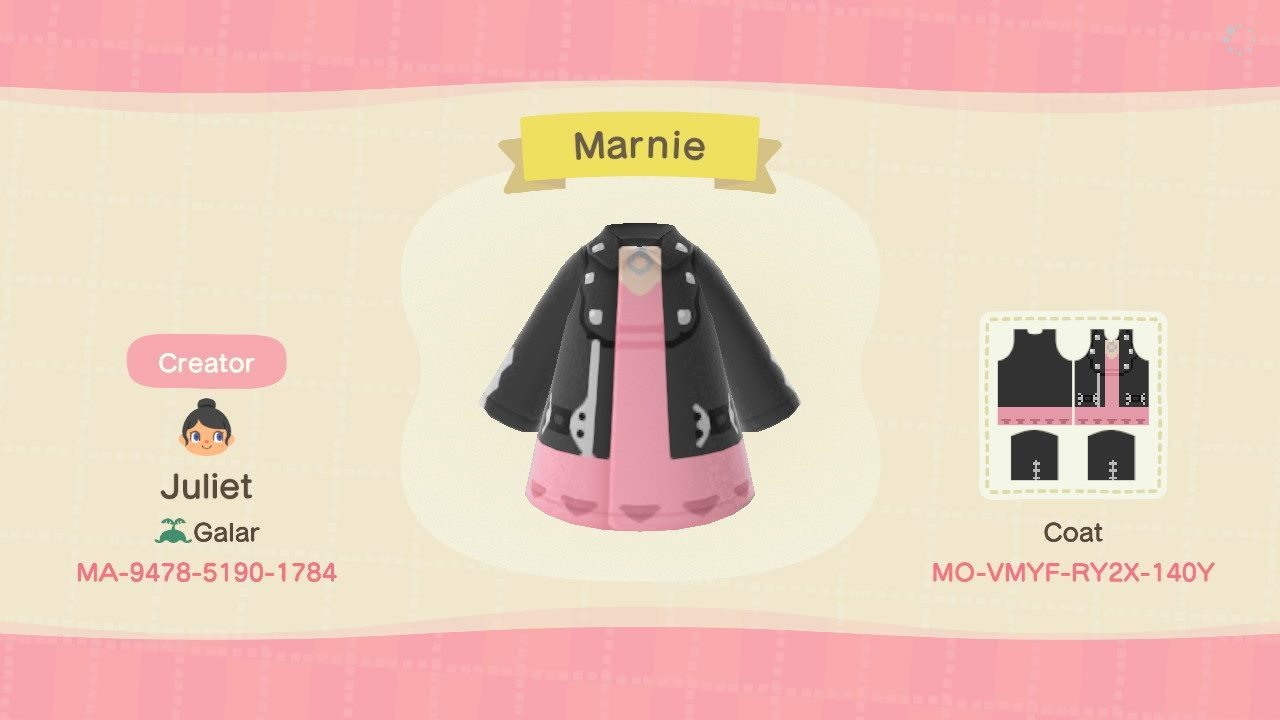 Marnie
Creator
Juliet
Galar
MA-9478-5190-1784
Coat
MO-VMYF-RY2X-140Y